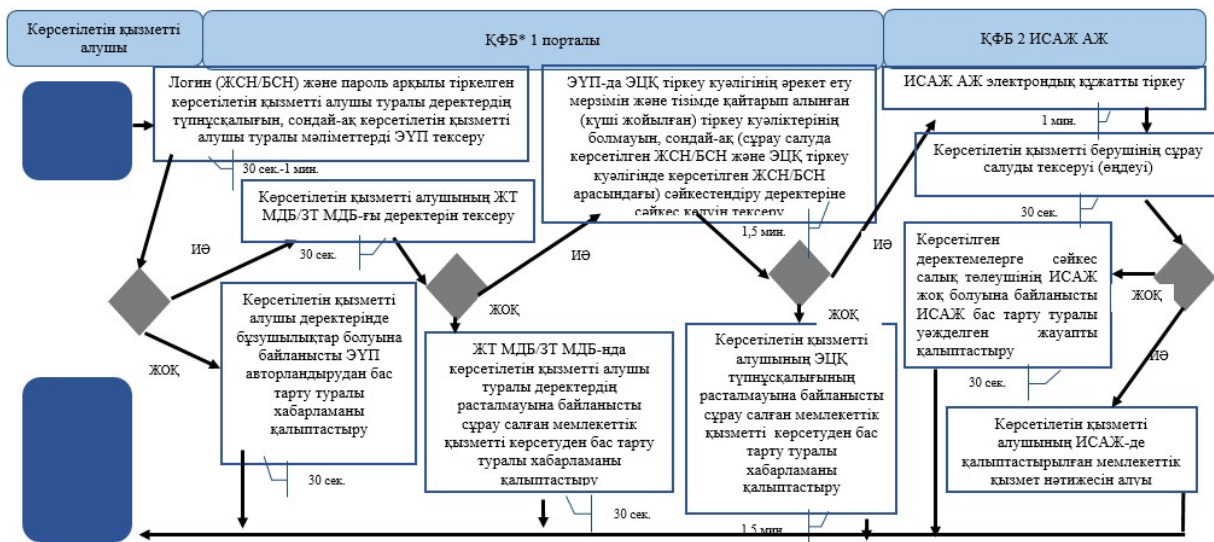 Көрсетілетін қызметті
алушы
ҚФБ* 1 порталы
ҚФБ 2 ИСАЖ АЖ
Логин (ЖСН/БСН) және пароль арқылы тіркелген
көрсетілетін қызметті алушы туралы деректердің
түпнұсқалығын, сондай-ақ көрсетілетін қызметті
алушы туралы мәліметтерді ЭҮП тексеру
30 сек.-1 мин.
Көрсетілетін қызметті алушының ЖТ
МДБ/ЗТ МДБ-ғы деректерін тексеру
30 сек.
ИӘ
ЖОҚ
Көрсетілетін қызметті
алушы деректерінде
бұзушылықтар болуына
байланысты ЭҮП
авторландырудан бас
тарту туралы
хабарламаны
қалыптастыру
30 сек.
ЭҮП-да ЭЦҚ тіркеу куәлігінің әрекет ету
мерзімін және тізімде қайтарып алынған
(күші жойылған) тіркеу куәліктерінің
болмауын, сондай-ақ (сұрау салуда
көрсетілген ЖСН/БСН және ЭЦҚ тіркеу
куәлігінде көрсетілген ЖСН/БСН
арасындағы) сәйкестендіру деректеріне
сәйкес келуін тексеру
1,5 мин.
ИӘ
ЖОҚ
ЖТ МДБ/ЗТ МДБ-нда
көрсетілетін қызметті алушы
туралы деректердің
расталмауына байланысты
сұрау салған мемлекеттік
қызметті көрсетуден бас тарту
туралы хабарламаны
қалыптастыру
30 сек.
ИӘ
ЖОҚ
Көрсетілетін қызметті
алушының ЭЦҚ
түпнұсқалығының
расталмауына байланысты
сұрау салған мемлекеттік
қызметті көрсетуден бас
тарту туралы
хабарламаны
қалыптастыру
1,5 мин.
ИСАЖ АЖ электрондық құжатты тіркеу
1 мин.
Көрсетілетін қызметті берушінің сұрау
салуды тексеруі (өңдеуі)
30 сек.
Көрсетілген
деректемелерге сәйкес
салық төлеушінің ИСАЖ
жоқ болуына байланысты
ИСАЖ бас тарту туралы
уәжделген жауапты
қалыптастыру
30 сек.
ЖОҚ
ИӘ
Көрсетілетін қызметті
алушының ИСАЖ-де
қалыптастырылған мемлекеттік
қызмет нәтижесін алуы